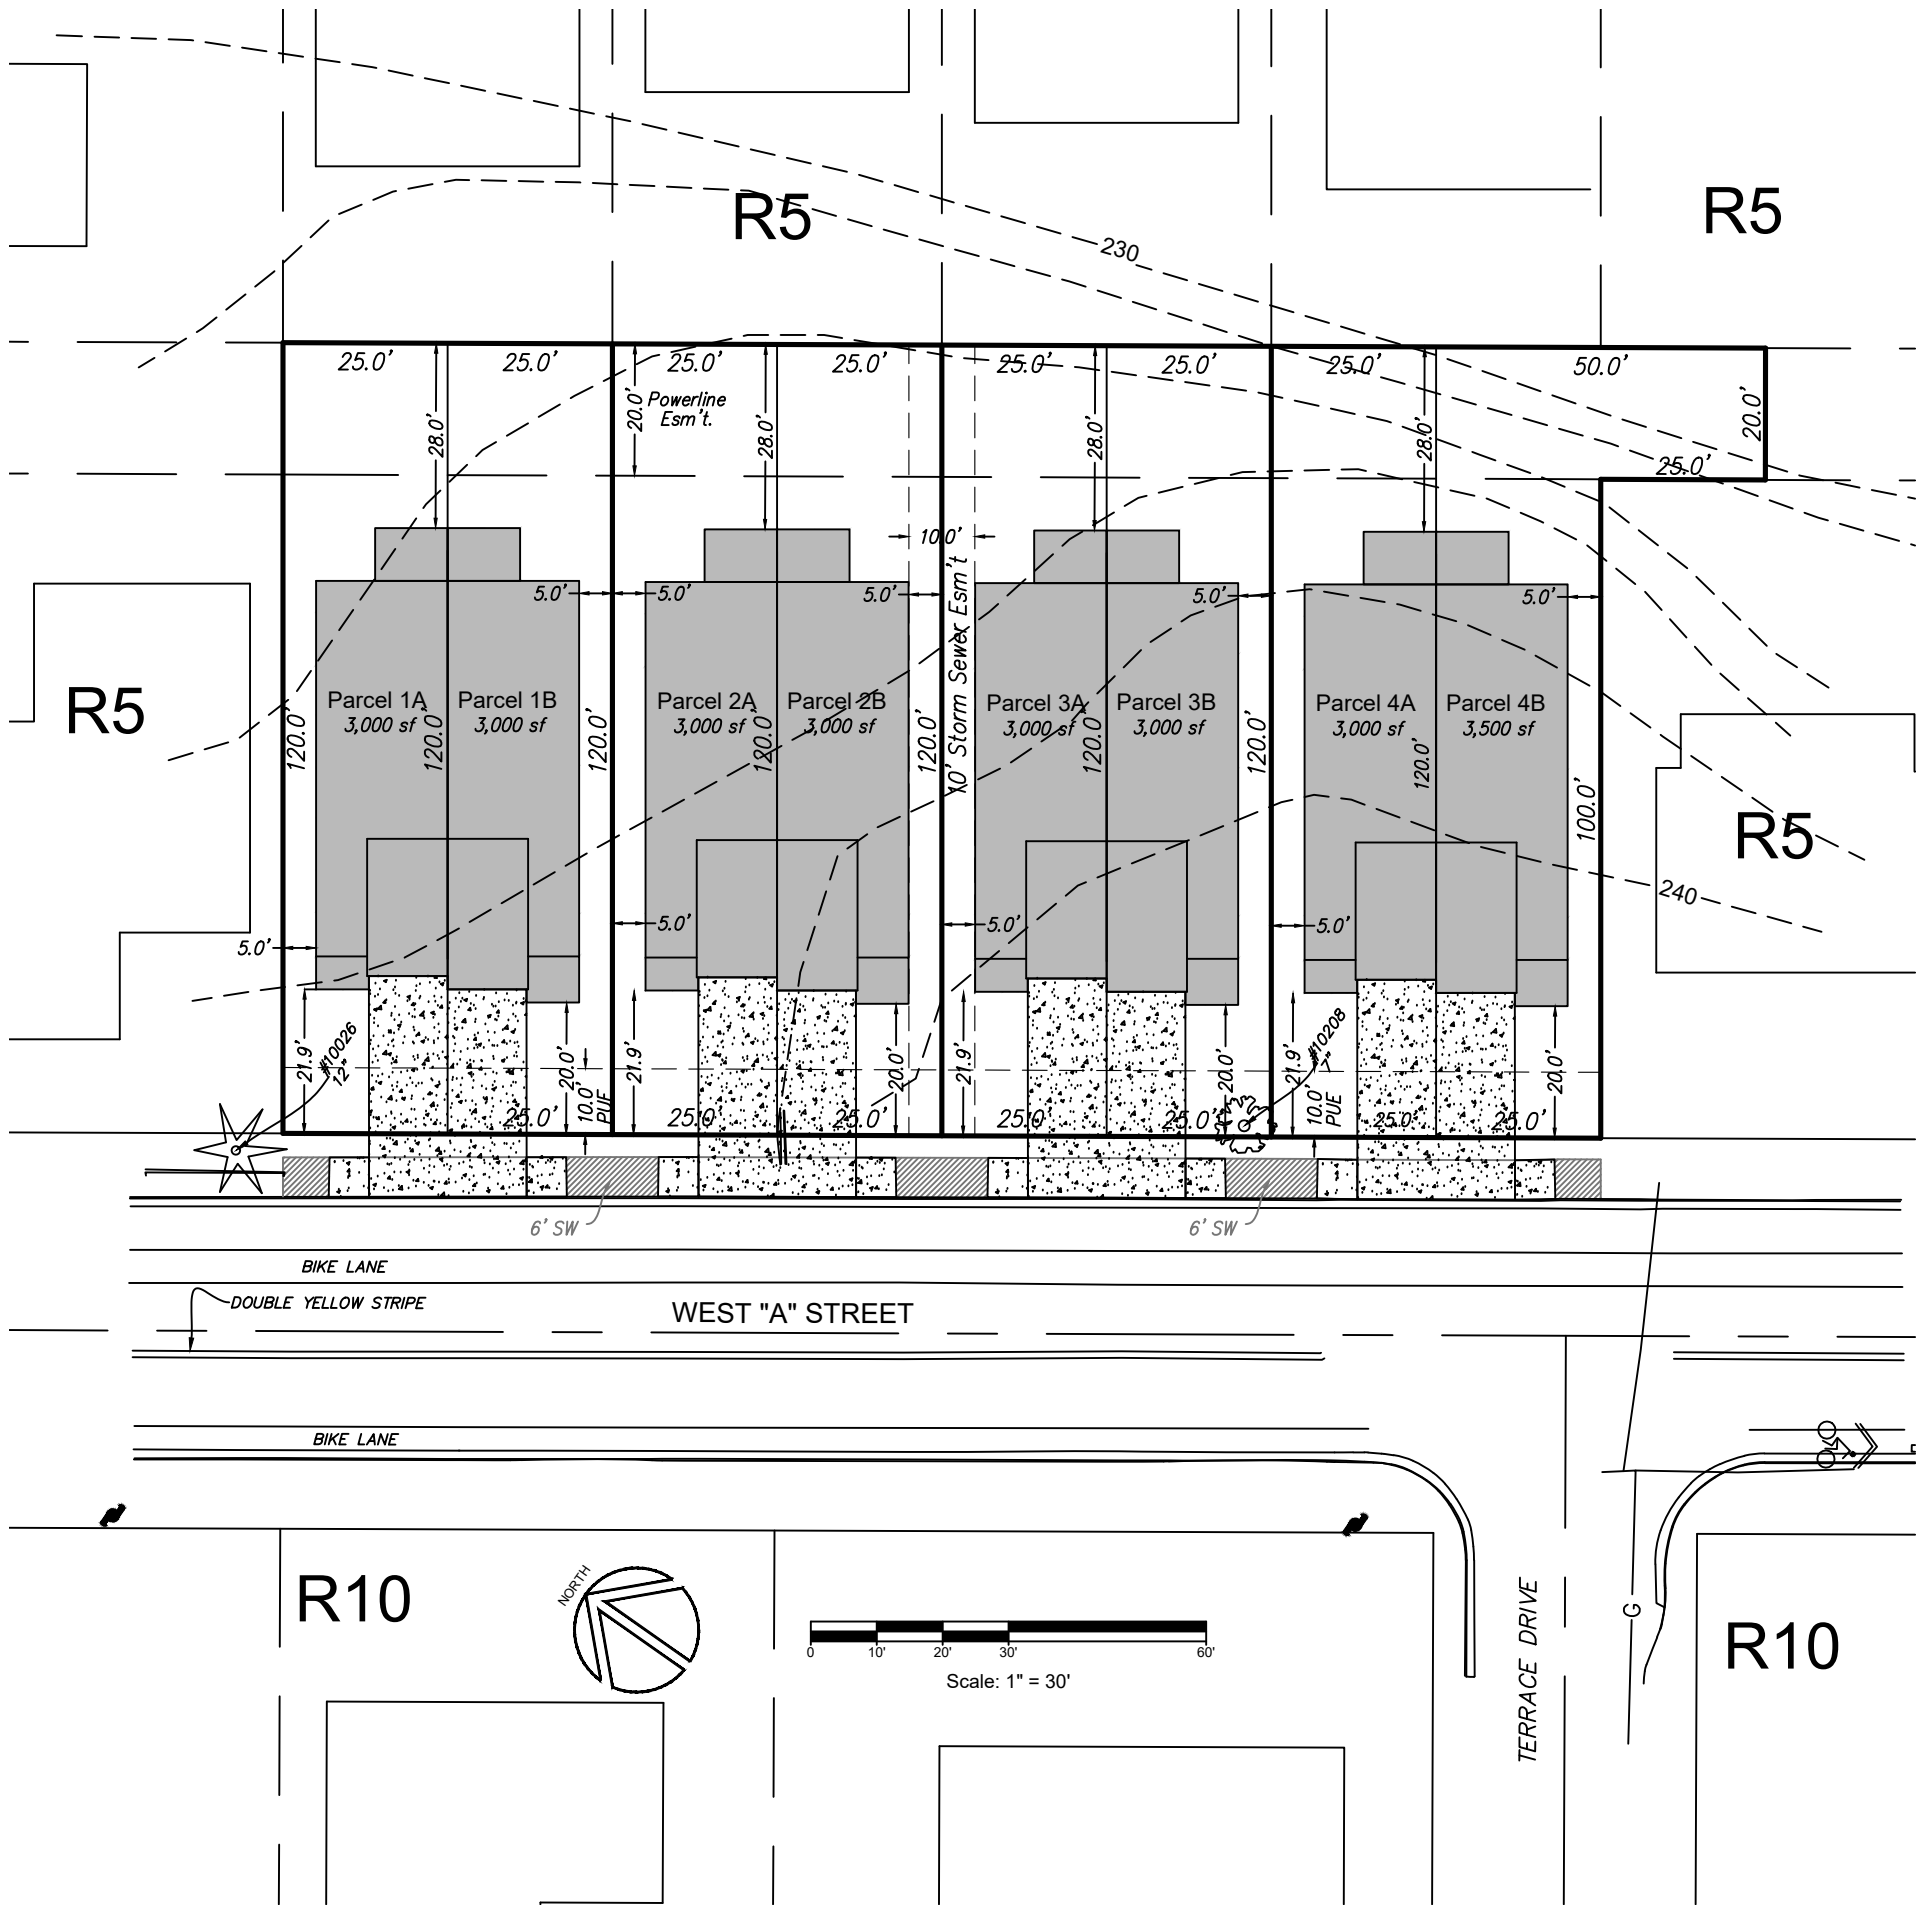 R5
R5
230
25.0'
25.0'
25.0'
25.0'
25.0'
25.0'
25.0'
50.0'
28.0'
20.0'
Powerline
Esm't.
28.0'
28.0'
28.0'
20.0'
25.0'
10.0'
5.0'
5.0'
5.0'
5.0'
5.0'
10' Storm Sewer Esm't
R5
Parcel 1A
3,000 sf
Parcel 1B
3,000 sf
Parcel 2A
3,000 sf
Parcel 2B
3,000 sf
Parcel 3A
3,000 sf
Parcel 3B
3,000 sf
Parcel 4A
3,000 sf
Parcel 4B
3,500 sf
120.0'
120.0'
120.0'
120.0'
120.0'
120.0'
120.0'
120.0'
100.0'
R5
240
5.0'
5.0'
5.0'
5.0'
21.9'
#10026
12"
20.0'
10.0'
PUE
21.9'
20.0'
21.9'
20.0'
21.9'
#10208
7"
10.0'
PUE
20.0'
25.0'
25.0'
25.0'
25.0'
25.0'
25.0'
25.0'
6' SW
6' SW
BIKE LANE
DOUBLE YELLOW STRIPE
WEST "A" STREET
BIKE LANE
R10
NORTH
0
10'
20'
30'
60'
Scale: 1" = 30'
TERRACE DRIVE
G
R10